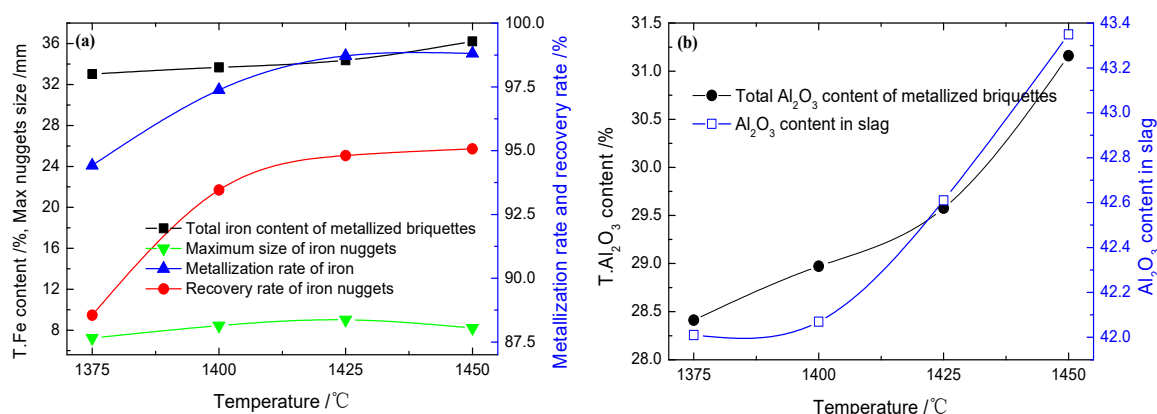 (a)
T.Fe content /%, Max nuggets size /mm
36
32
28
24
20
16
12
8
100.0
97.5
95.0
92.5
90.0
87.5
Metallization rate and recovery rate /%
Total iron content of metallized briquettes
Maximum size of iron nuggets
Metallization rate of iron
Recovery rate of iron nuggets
1375 1400 1425 1450
Temperature /℃
(b)
T.Al₂O₃ content /%
31.5
31.0
30.5
30.0
29.5
29.0
28.5
28.0
43.4
43.2
43.0
42.8
42.6
42.4
42.2
42.0
Al₂O₃ content in slag
Total Al₂O₃ content of metallized briquettes
Al₂O₃ content in slag
1375 1400 1425 1450
Temperature /℃